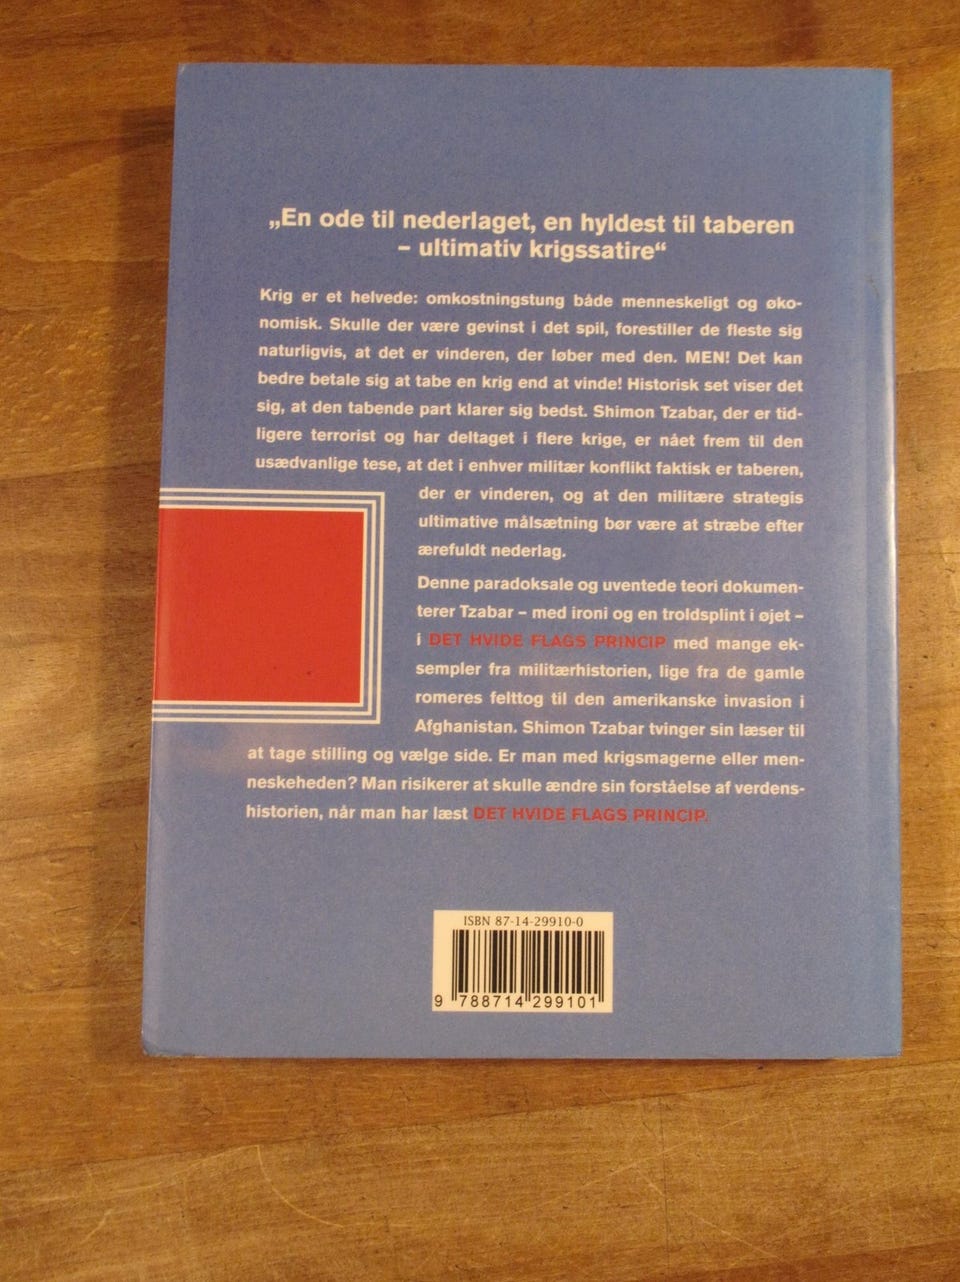 „En ode til nederlaget, en hyldest til taberen
– ultimativ krigssatire“
Krig er et helvede: omkostningstung både menneskeligt og øko-
nomisk. Skulle der være gevinst i det spil, forestiller de fleste sig
naturligvis, at det er vinderen, der løber med den. MEN! Det kan
bedre betale sig at tabe en krig end at vinde! Historisk set viser det
sig, at den tabende part klarer sig bedst. Shimon Tzabar, der er tid-
ligere terrorist og har deltaget i flere krige, er nået frem til den
usædvanlige tese, at det i enhver militær konflikt faktisk er taberen,
der er vinderen, og at den militære strategis
ultimative målsætning bør være at stræbe efter
ærefuldt nederlag.
Denne paradoksale og uventede teori dokumen-
terer Tzabar – med ironi og en troldsplint i øjet –
i DET HVIDE FLAGS PRINCIP med mange ek-
sempler fra militærhistorien, lige fra de gamle
romeres felttog til den amerikanske invasion i
Afghanistan. Shimon Tzabar tvinger sin læser til
at tage stilling og vælge side. Er man med krigsmagerne eller men-
neskeheden? Man risikerer at skulle ændre sin forståelse af verdens-
historien, når man har læst DET HVIDE FLAGS PRINCIP.
ISBN 87-14-29910-0
9 788714 299101